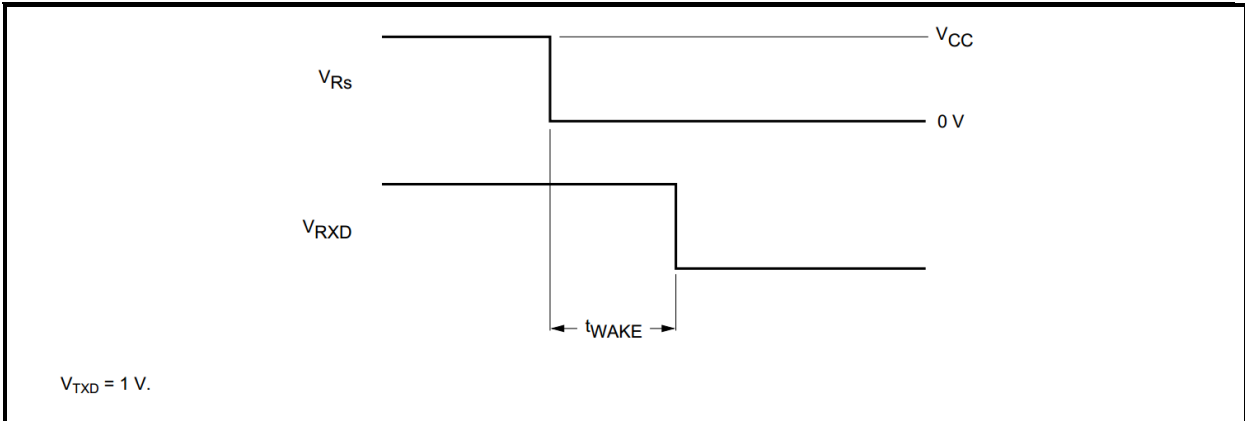 VCC
VRs
0 V
VRXD
tWAKE
VTXD = 1 V.